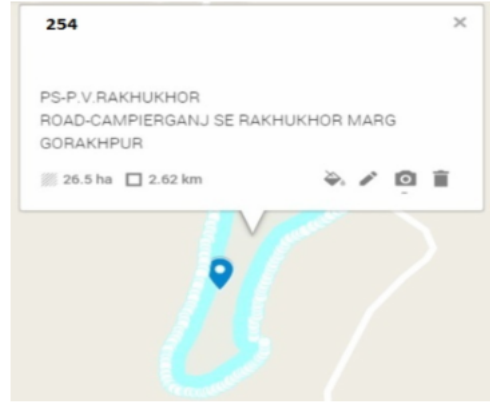 254
PS-P.V.RAKHUKHOR
ROAD-CAMPIERGANJ SE RAKHUKHOR MARG
GORAKHPUR
26.5 ha 2.62 km